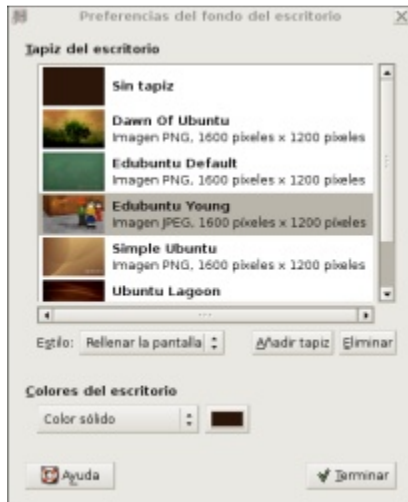 Preferencias del fondo del escritorio
Tapiz del escritorio
Sin tapiz
Dawn Of Ubuntu
Imagen PNG, 1600 píxeles x 1200 píxeles
Edubuntu Default
Imagen PNG, 1600 píxeles x 1200 píxeles
Edubuntu Young
Imagen JPEG, 1600 píxeles x 1200 píxeles
Simple Ubuntu
Imagen PNG, 1600 píxeles x 1200 píxeles
Ubuntu Lagoon
Estilo: Rellenar la pantalla Añadir tapiz Eliminar
Colores del escritorio
Color sólido
Ayuda Terminar